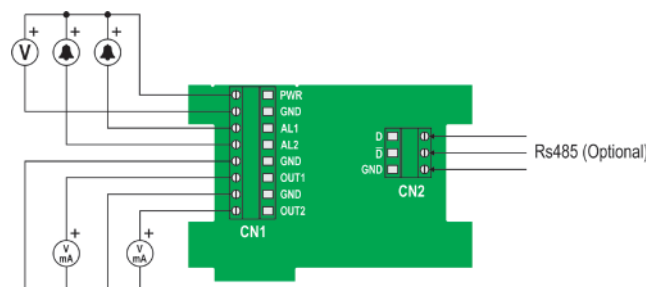 + + +
V
PWR
GND
AL1
AL2
GND
OUT1
GND
OUT2
CN1
D
D̅
GND
CN2
Rs485 (Optional)
+ +
V
mA
V
mA